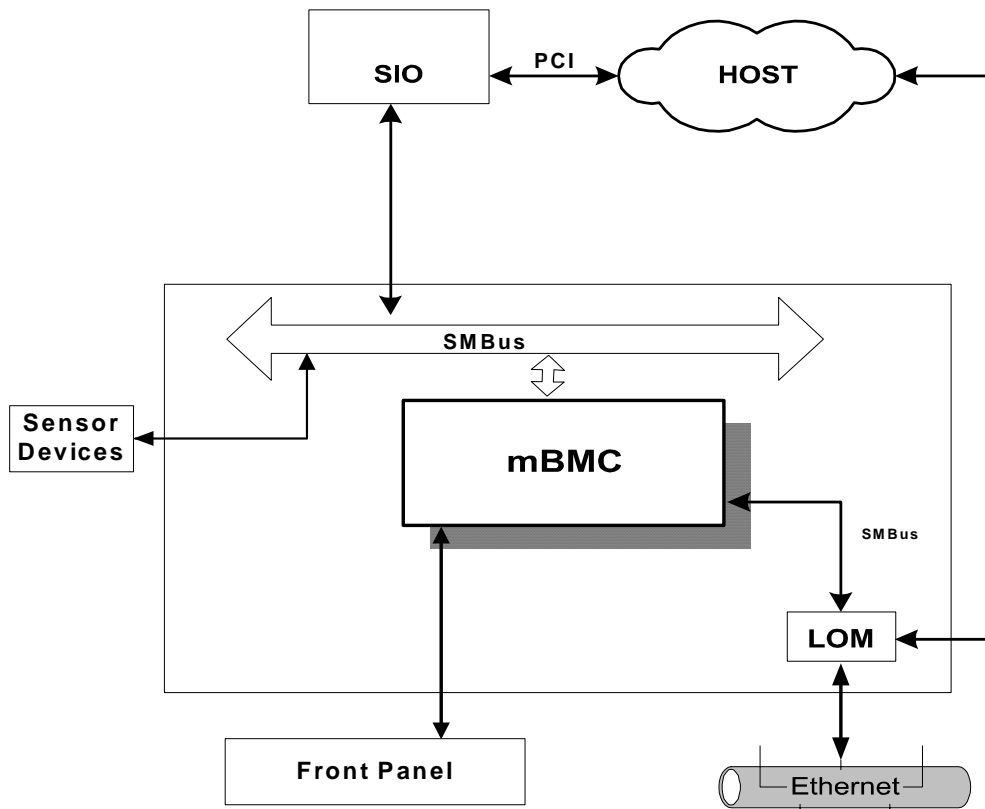 SIO
PCI
HOST
SMBus
Sensor
Devices
mBMC
SMBus
LOM
Front Panel
Ethernet